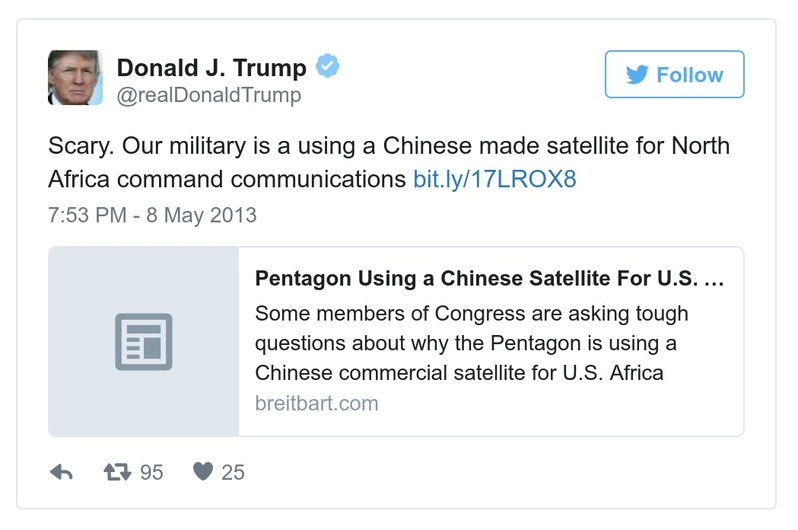 Donald J. Trump
@realDonaldTrump
Follow
Scary. Our military is a using a Chinese made satellite for North
Africa command communications bit.ly/17LROX8
7:53 PM - 8 May 2013
Pentagon Using a Chinese Satellite For U.S. ...
Some members of Congress are asking tough
questions about why the Pentagon is using a
Chinese commercial satellite for U.S. Africa
breitbart.com
95 25